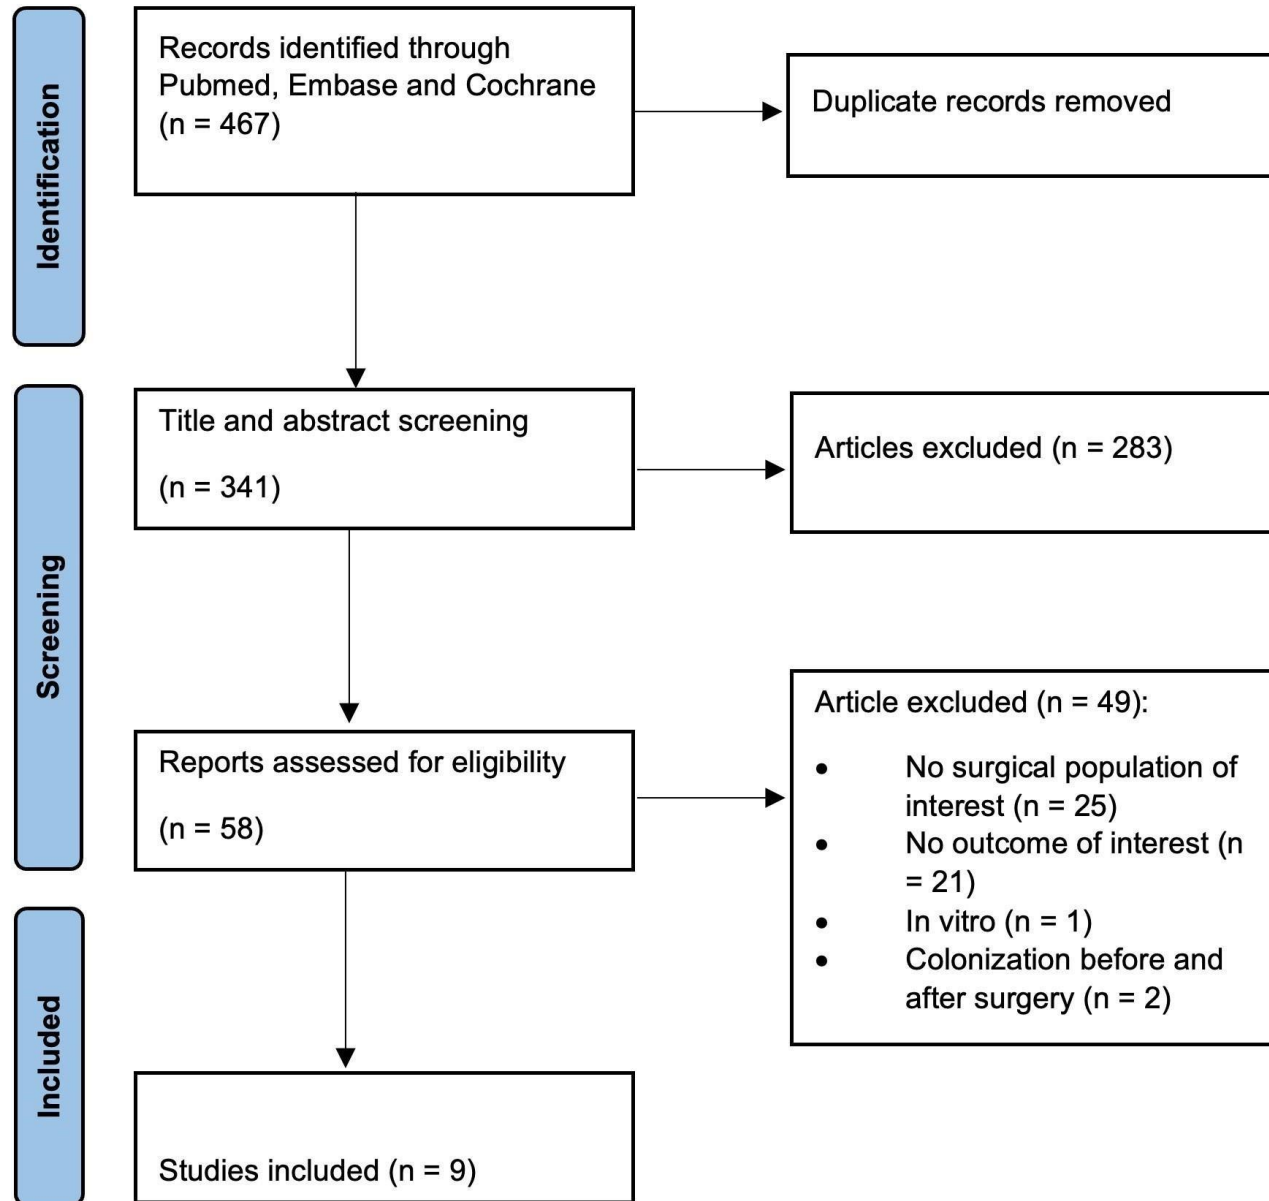 Identification
Records identified through
Pubmed, Embase and Cochrane
(n = 467)
Duplicate records removed
Screening
Title and abstract screening
(n = 341)
Articles excluded (n = 283)
Reports assessed for eligibility
(n = 58)
Article excluded (n = 49):
• No surgical population of
interest (n = 25)
• No outcome of interest (n
= 21)
• In vitro (n = 1)
• Colonization before and
after surgery (n = 2)
Included
Studies included (n = 9)